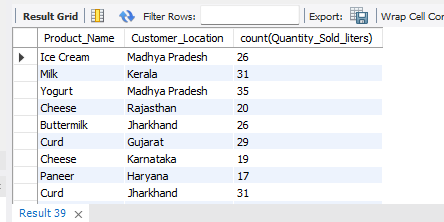 Result Grid Filter Rows: Export: Wrap Cell Con
Product_Name Customer_Location count(Quantity_Sold_liters)
Ice Cream Madhya Pradesh 26
Milk Kerala 31
Yogurt Madhya Pradesh 35
Cheese Rajasthan 20
Buttermilk Jharkhand 26
Curd Gujarat 29
Cheese Karnataka 19
Paneer Haryana 17
Curd Jharkhand 31
Result 39